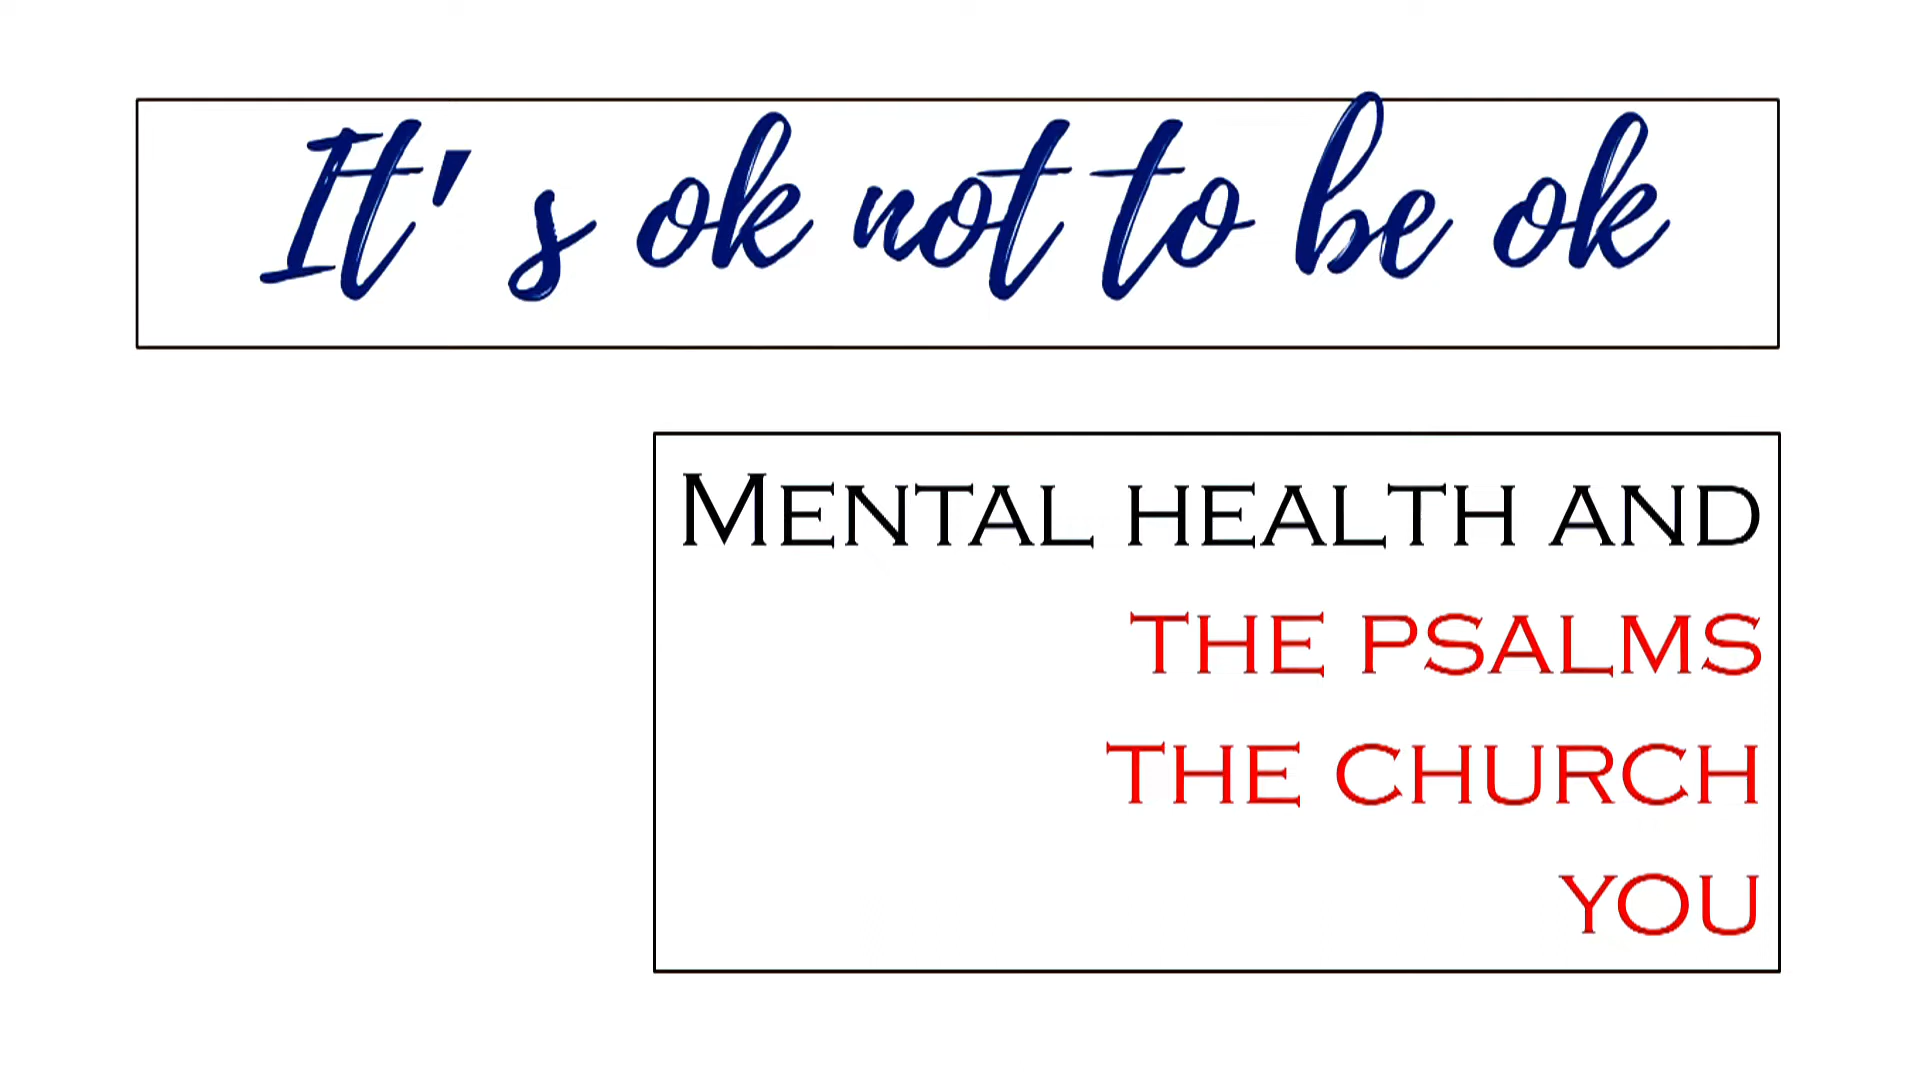 It's ok not to be ok
Mental health and
the psalms
the church
you